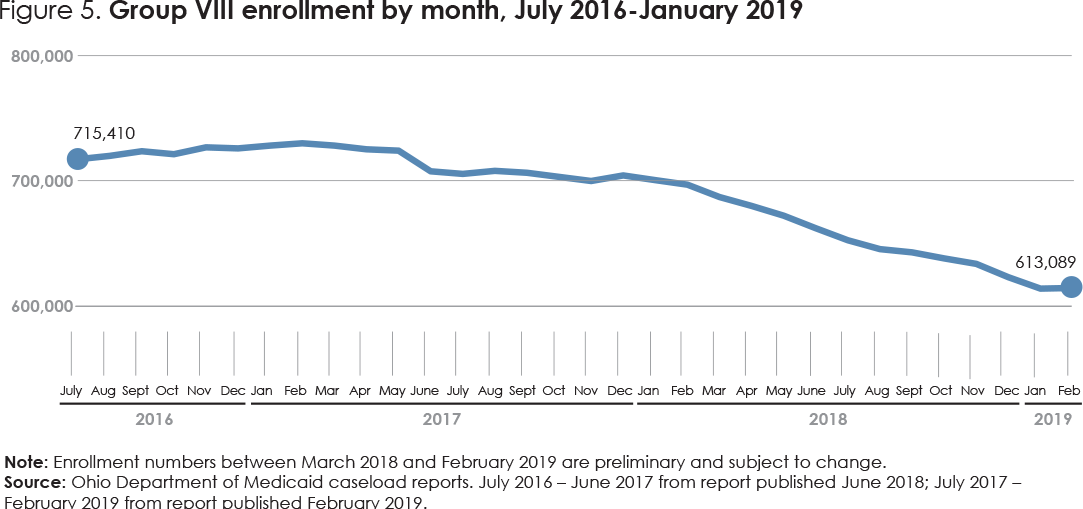 Figure 5. Group VIII enrollment by month, July 2016-January 2019
800,000
715,410
700,000
613,089
600,000
July Aug Sept Oct Nov Dec Jan Feb Mar Apr May June July Aug Sept Oct Nov Dec Jan Feb Mar Apr May June July Aug Sept Oct Nov Dec Jan Feb
2016 2017 2018 2019
Note: Enrollment numbers between March 2018 and February 2019 are preliminary and subject to change.
Source: Ohio Department of Medicaid caseload reports. July 2016 – June 2017 from report published June 2018; July 2017 –
February 2019 from report published February 2019.